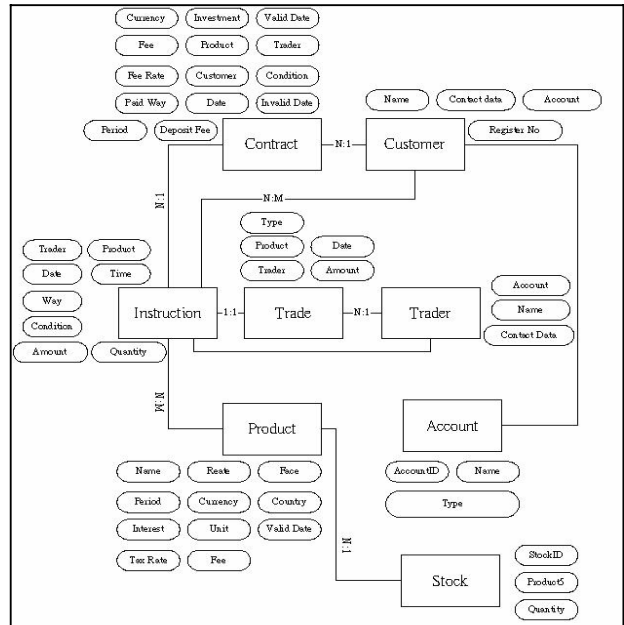 Currency Investment Valid Date
Fee Product Trader
Fee Rate Customer Condition
Paid Way Date Invalid Date
Name Contact data Account
Period Deposit Fee
Register No
Contract N:1 Customer
N:1
N:M
Type
Product Date
Trader Amount
Trader Product
Date Time
Way
Condition
Amount Quantity
Account
Name
Contact Data
Instruction 1:1 Trade N:1 Trader
N:M
Product
Account
Name Reate Face
Period Currency Country
Interest Unit Valid Date
Tax Rate Fee
AccountID Name
Type
N:1
Stock
StockID
ProductS
Quantity